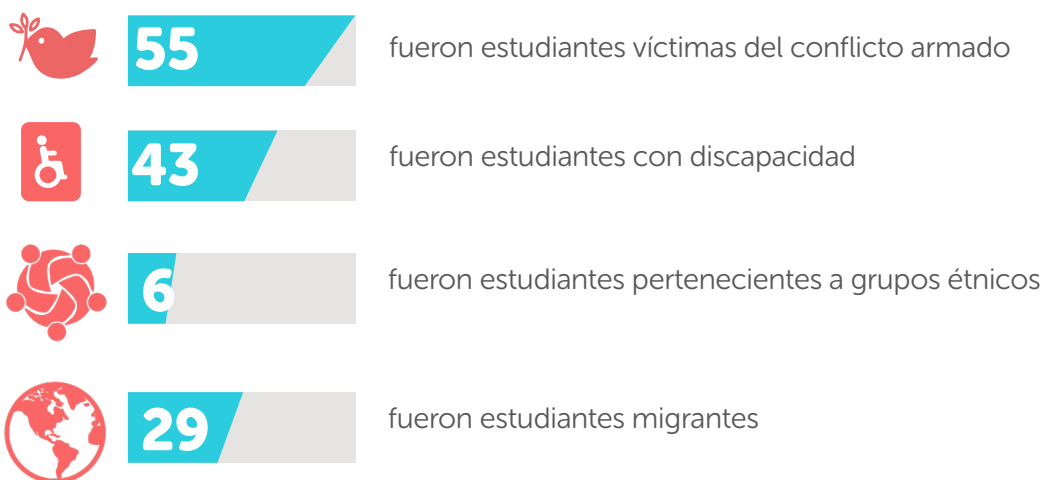 55 fueron estudiantes víctimas del conflicto armado
43 fueron estudiantes con discapacidad
6 fueron estudiantes pertenecientes a grupos étnicos
29 fueron estudiantes migrantes